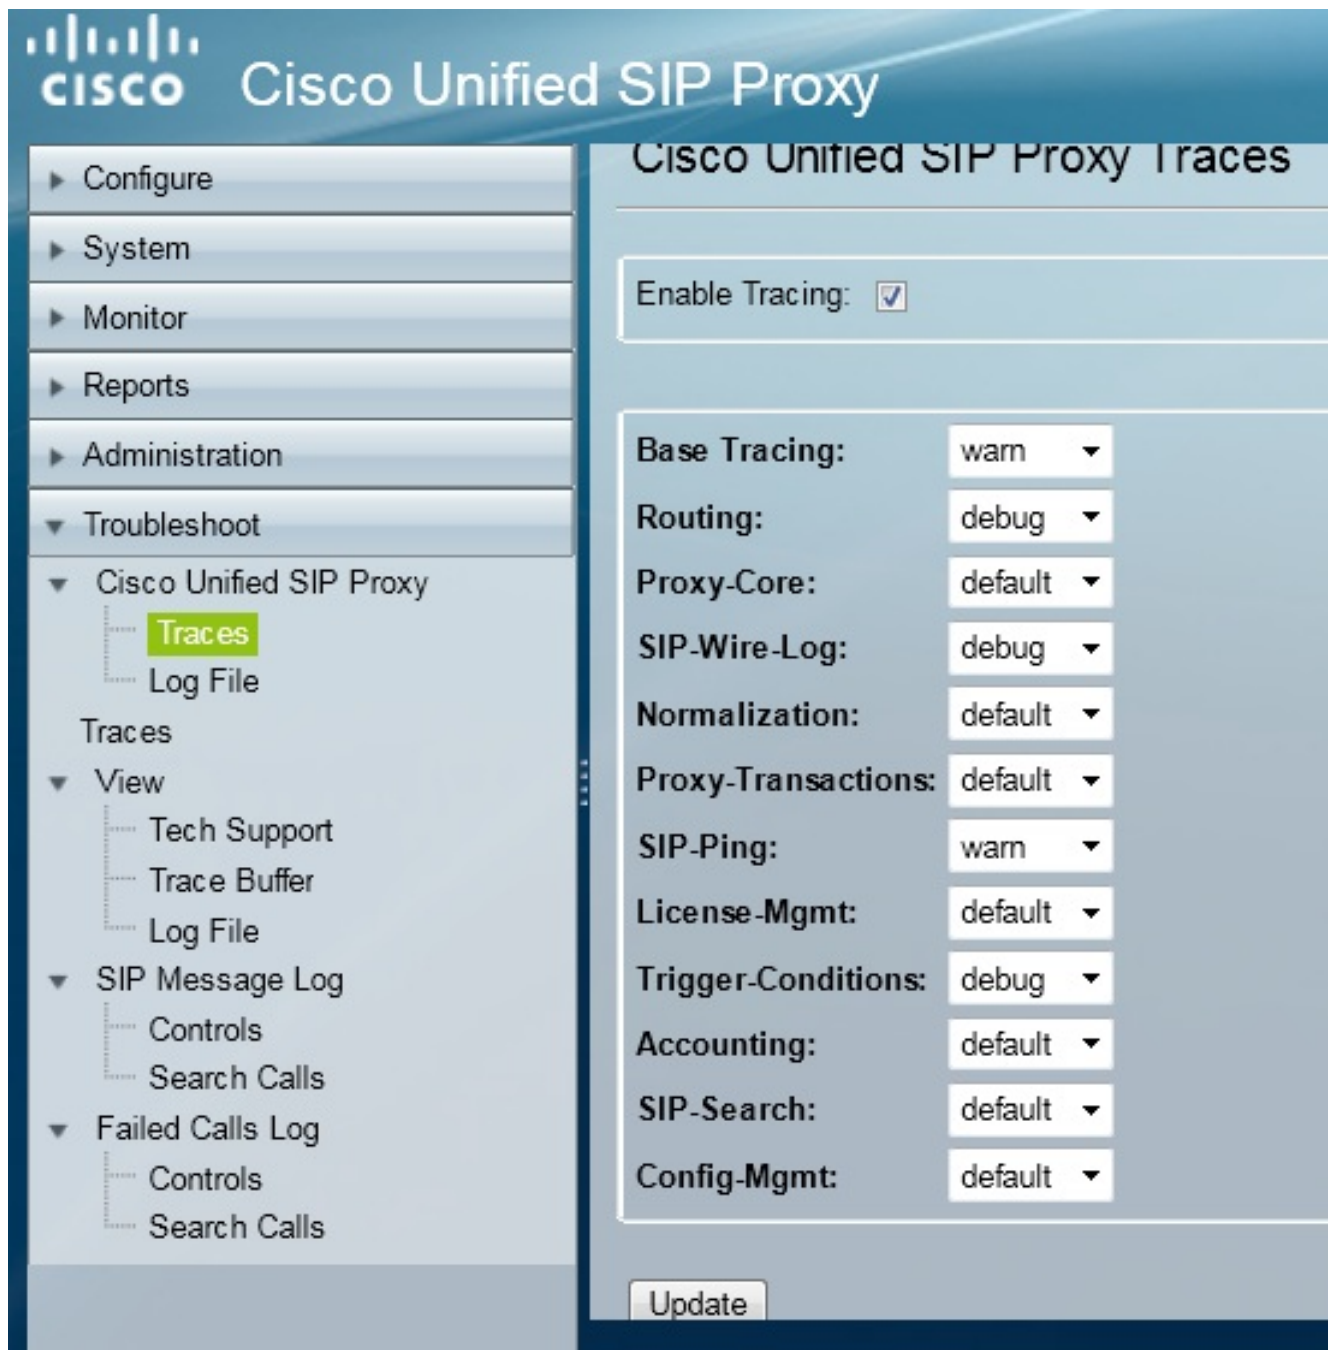 CISCO
Cisco Unified SIP Proxy
Configure
System
Monitor
Reports
Administration
Troubleshoot
Cisco Unified SIP Proxy
Traces
Log File
Traces
View
Tech Support
Trace Buffer
Log File
SIP Message Log
Controls
Search Calls
Failed Calls Log
Controls
Search Calls
Cisco Unified SIP Proxy Traces
Enable Tracing:
Base Tracing: warn
Routing: debug
Proxy-Core: default
SIP-Wire-Log: debug
Normalization: default
Proxy-Transactions: default
SIP-Ping: warn
License-Mgmt: default
Trigger-Conditions: debug
Accounting: default
SIP-Search: default
Config-Mgmt: default
Update